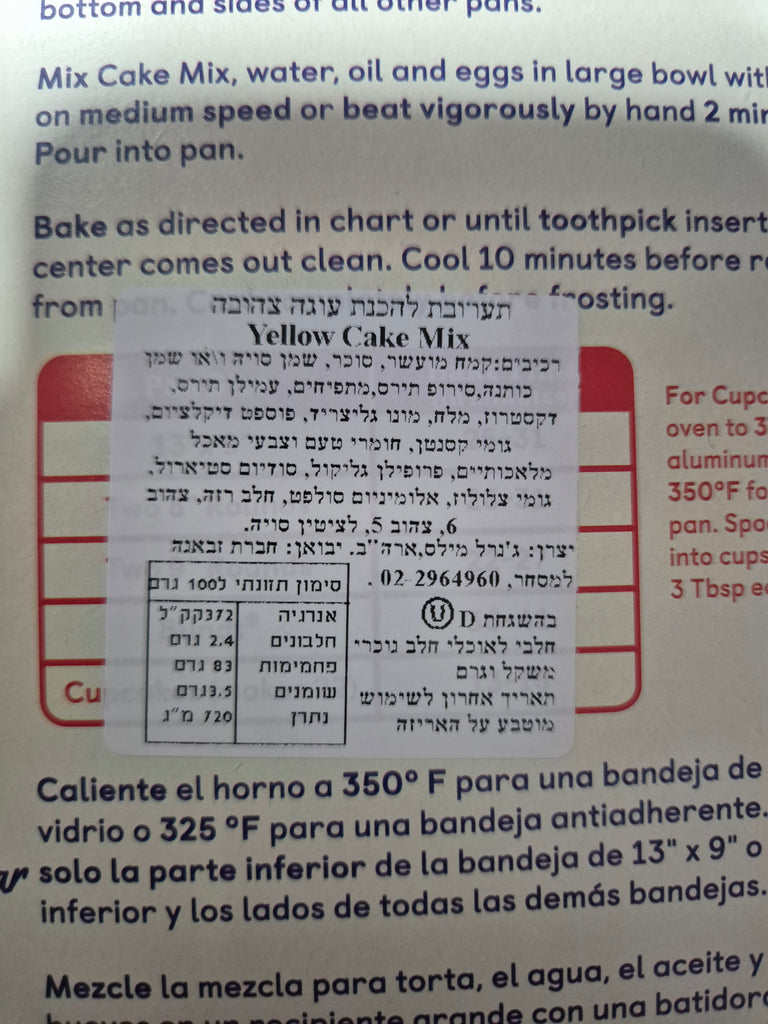 bottom and sides of all other pans.
Mix Cake Mix, water, oil and eggs in large bowl
on medium speed or beat vigorously by hand 2
Pour into pan.
Bake as directed in chart or until toothpick
center comes out clean. Cool 10 minutes before
from pan. frosting.
תערובת להכנת עוגה צהובה
Yellow Cake Mix
רכיבים:קמח מועשר, סוכר, שמן סויה ו\או שמן
כותנה,סירופ תירס,מתפיחים, עמילן תירס,
דקסטרוז, מלח, מונו גליצריד, פוספט דיקלציום,
גומי קסנטן, חומרי טעם וצבעי מאכל
מלאכותיים, פרופילן גליקול, סודיום סטיארול,
גומי צלולוז, אלומיניום סולפט, חלב רזה, צהוב
6, צהוב 5, לציטין סויה.
יצרן: ג'נרל מילס,ארה''ב. יבואן: חברת זבאנה
למסחר, 02-2964960 .
בהשגחת U D
חלבי לאוכלי חלב נוכרי
משקל וגרם
תאריך אחרון לשימוש
מוטבע על האריזה
סימון תזונתי ל100 גרם
אנרגיה 372קק"ל
חלבונים 2.4 גרם
פחמימות 83 גרם
שומנים 3.5גרם
נתרן 720 מ"ג
For
oven to
aluminum
350°F
pan.
into cups
3 Tbsp
Caliente el horno a 350° F para una bandeja de
vidrio o 325 °F para una bandeja antiadherente.
solo la parte inferior de la bandeja de 13" x 9" o
inferior y los lados de todas las demás bandejas.
Mezcle la mezcla para torta, el agua, el aceite y
huevos en un recipiente grande con una